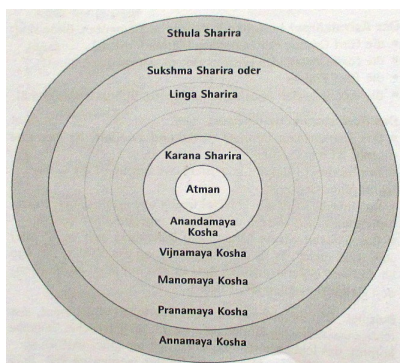 Sthula Sharira
Sukshma Sharira oder
Linga Sharira
Karana Sharira
Atman
Anandamaya
Kosha
Vijnamaya Kosha
Manomaya Kosha
Pranamaya Kosha
Annamaya Kosha